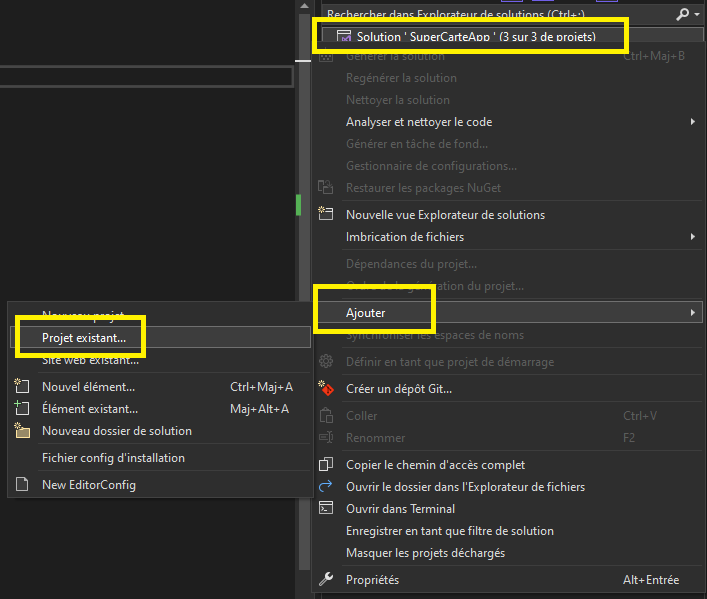 Rechercher dans Explorateur de solutions (Ctrl+;)
Solution ' SuperCarteApp ' (3 sur 3 de projets)
Générer la solution Ctrl+Maj+B
Regénérer la solution
Nettoyer la solution
Analyser et nettoyer le code
Générer en tâche de fond...
Gestionnaire de configurations...
Restaurer les packages NuGet
Nouvelle vue Explorateur de solutions
Imbrication de fichiers
Dépendances du projet...
Ordre de la génération du projet...
Ajouter
Synchroniser les espaces de noms
Définir en tant que projet de démarrage
Créer un dépôt Git...
Coller Ctrl+V
Renommer F2
Copier le chemin d'accès complet
Ouvrir le dossier dans l'Explorateur de fichiers
Ouvrir dans Terminal
Enregistrer en tant que filtre de solution
Masquer les projets déchargés
Propriétés Alt+Entrée
Nouveau projet...
Projet existant...
Site web existant...
Nouvel élément... Ctrl+Maj+A
Élément existant... Maj+Alt+A
Nouveau dossier de solution
Fichier config d'installation
New EditorConfig